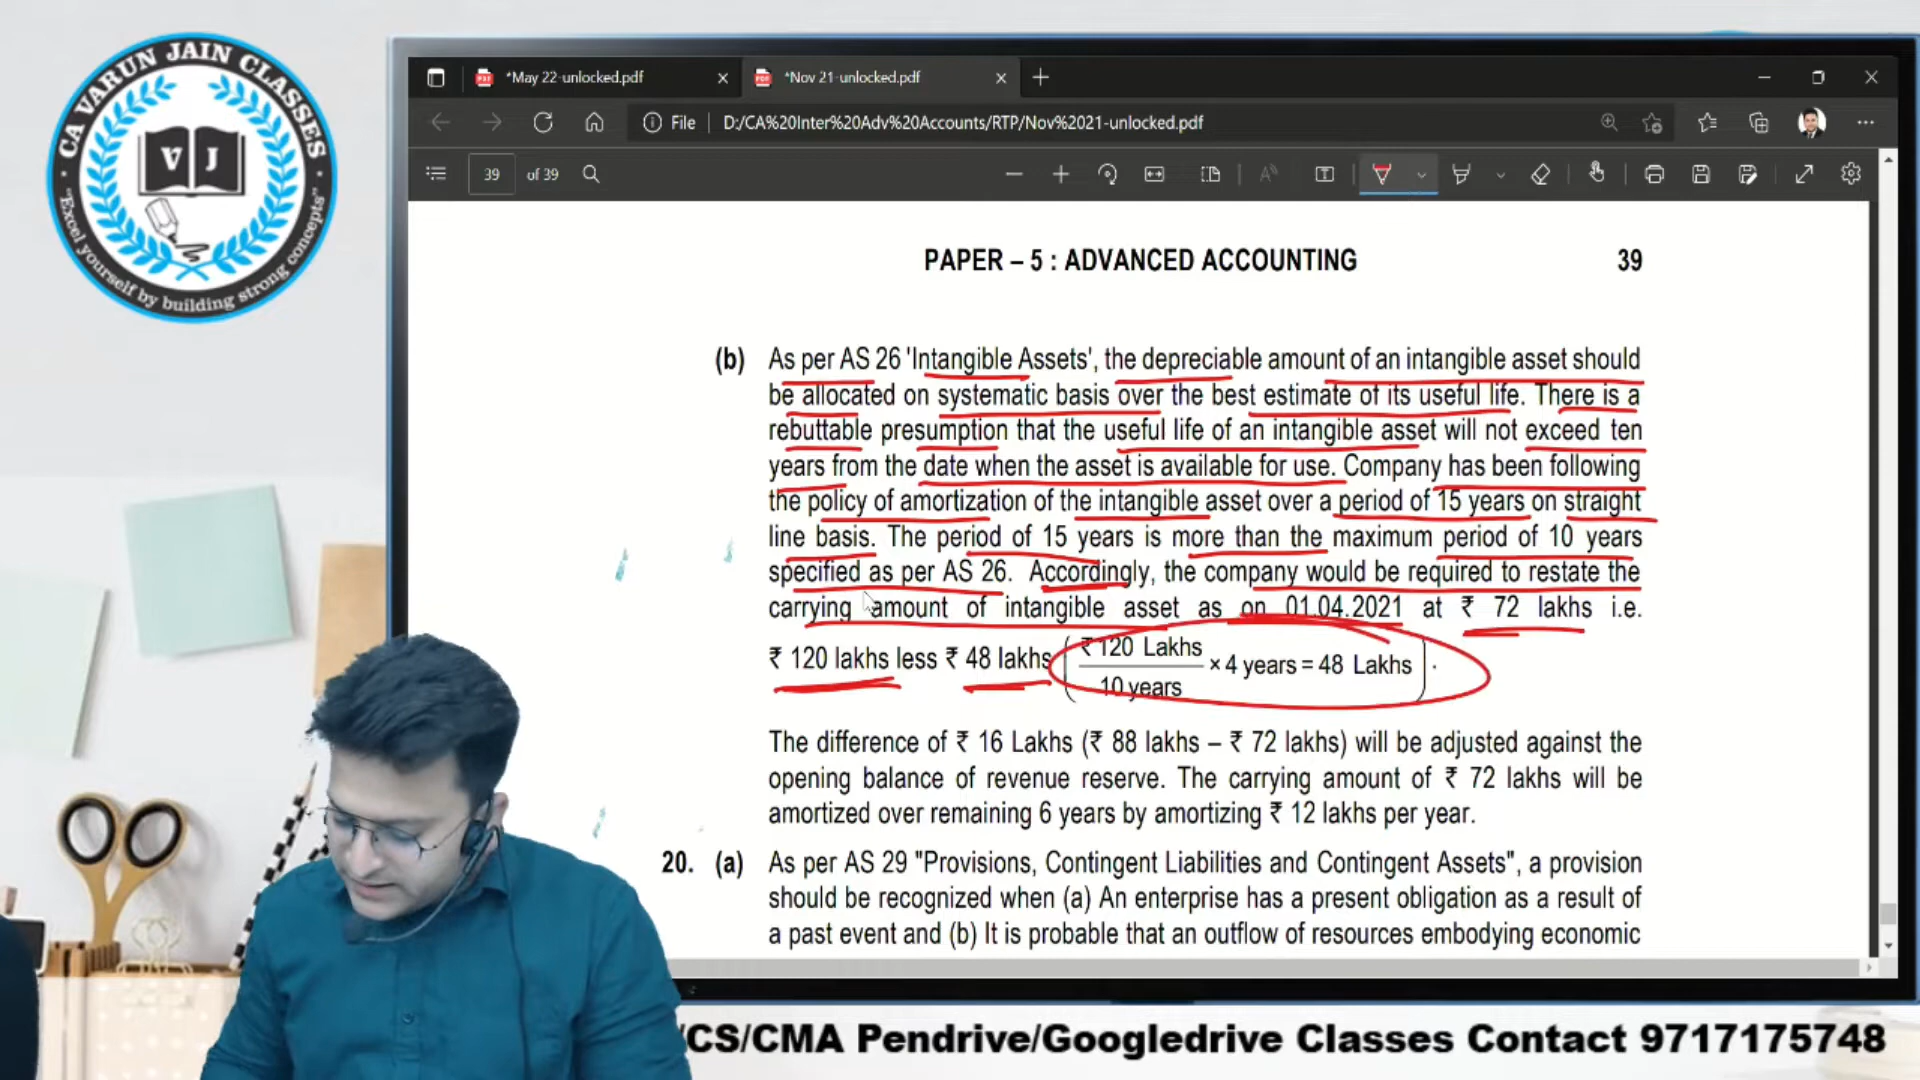 CA VARUN JAIN CLASSES
V J
"Excel yourself by building strong concepts"
*May 22-unlocked.pdf
*Nov 21-unlocked.pdf
File D:/CA%20Inter%20Adv%20Accounts/RTP/Nov%2021-unlocked.pdf
39 of 39
PAPER – 5 : ADVANCED ACCOUNTING 39
(b) As per AS 26 'Intangible Assets', the depreciable amount of an intangible asset should
be allocated on systematic basis over the best estimate of its useful life. There is a
rebuttable presumption that the useful life of an intangible asset will not exceed ten
years from the date when the asset is available for use. Company has been following
the policy of amortization of the intangible asset over a period of 15 years on straight
line basis. The period of 15 years is more than the maximum period of 10 years
specified as per AS 26. Accordingly, the company would be required to restate the
carrying amount of intangible asset as on 01.04.2021 at ₹ 72 lakhs i.e.
₹ 120 lakhs less ₹ 48 lakhs (₹ 120 Lakhs / 10 years × 4 years = 48 Lakhs) .
The difference of ₹ 16 Lakhs (₹ 88 lakhs – ₹ 72 lakhs) will be adjusted against the
opening balance of revenue reserve. The carrying amount of ₹ 72 lakhs will be
amortized over remaining 6 years by amortizing ₹ 12 lakhs per year.
20. (a) As per AS 29 "Provisions, Contingent Liabilities and Contingent Assets", a provision
should be recognized when (a) An enterprise has a present obligation as a result of
a past event and (b) It is probable that an outflow of resources embodying economic
/CS/CMA Pendrive/Googledrive Classes Contact 9717175748